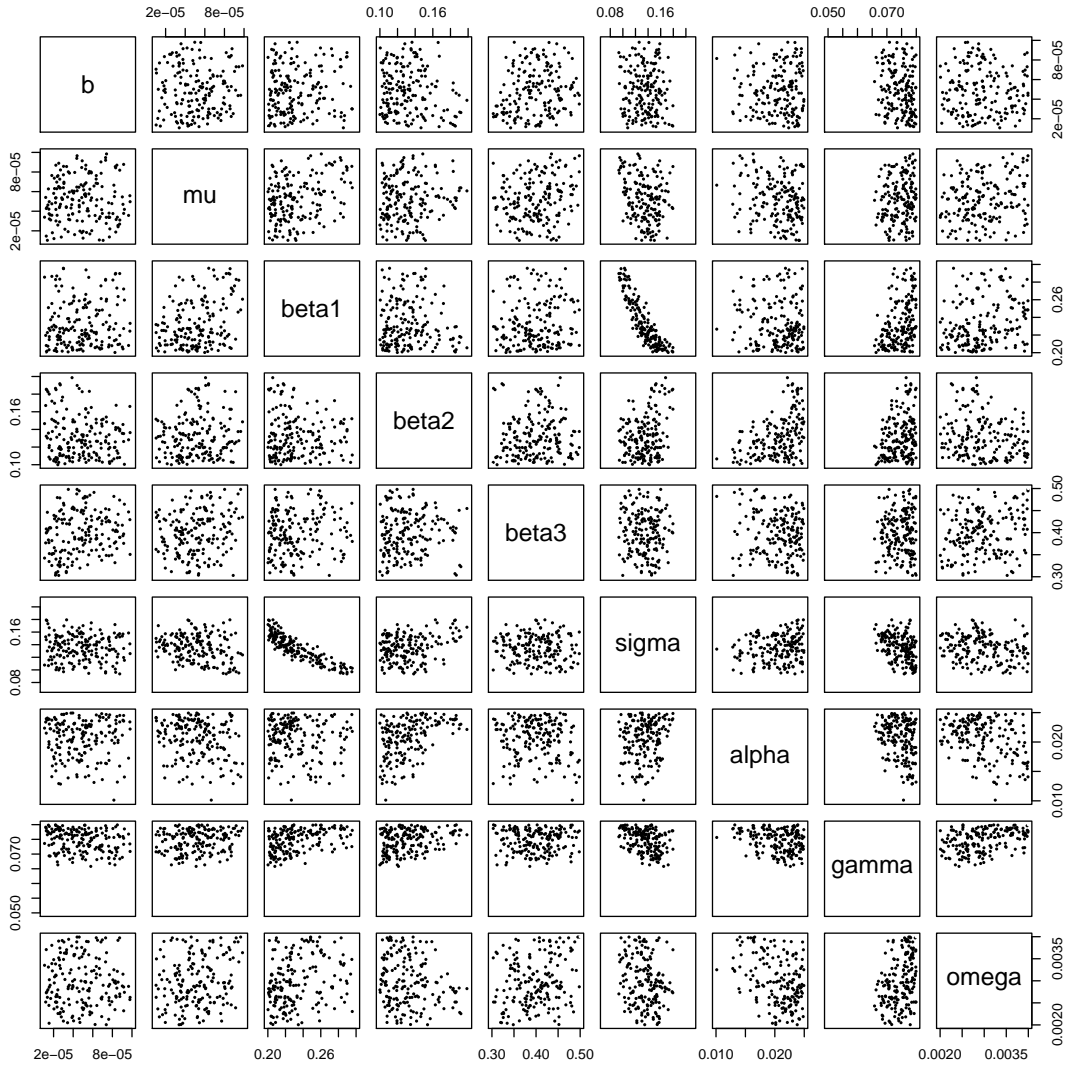 2e−05 8e−05 0.10 0.16 0.08 0.16 0.050 0.070
b
2e−05 8e−05
mu
2e−05 8e−05
beta1
0.20 0.26
beta2
0.10 0.16
beta3
0.30 0.40 0.50
sigma
0.08 0.16
alpha
0.010 0.020
gamma
0.050 0.070
omega
0.0020 0.0035
2e−05 8e−05 0.20 0.26 0.30 0.40 0.50 0.010 0.020 0.0020 0.0035